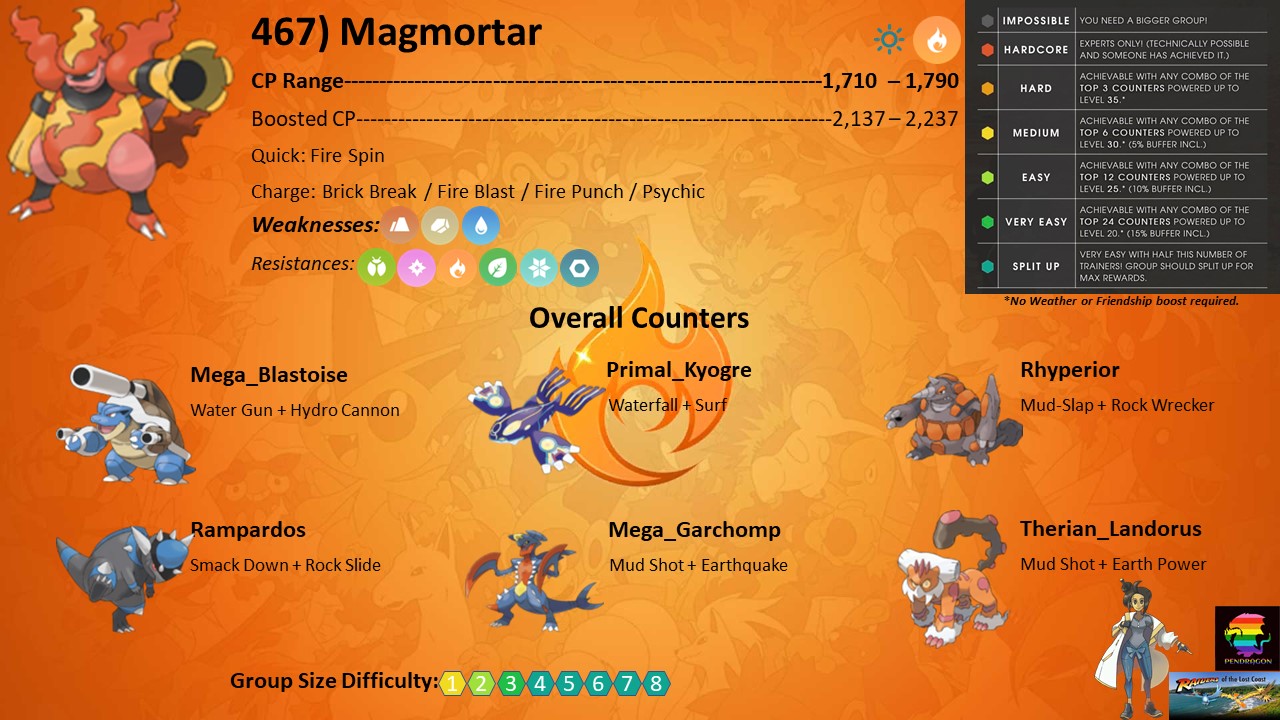 467) Magmortar
CP Range--------------------------------------------------------------------------------1,710 – 1,790
Boosted CP--------------------------------------------------------------------------------2,137 – 2,237
Quick: Fire Spin
Charge: Brick Break / Fire Blast / Fire Punch / Psychic
Weaknesses:
Resistances:
IMPOSSIBLE YOU NEED A BIGGER GROUP!
HARDCORE EXPERTS ONLY! (TECHNICALLY POSSIBLE
AND SOMEONE HAS ACHIEVED IT.)
HARD ACHIEVABLE WITH ANY COMBO OF THE
TOP 3 COUNTERS POWERED UP TO
LEVEL 35.*
MEDIUM ACHIEVABLE WITH ANY COMBO OF THE
TOP 6 COUNTERS POWERED UP TO
LEVEL 30.* (5% BUFFER INCL.)
EASY ACHIEVABLE WITH ANY COMBO OF THE
TOP 12 COUNTERS POWERED UP TO
LEVEL 25.* (10% BUFFER INCL.)
VERY EASY ACHIEVABLE WITH ANY COMBO OF THE
TOP 24 COUNTERS POWERED UP TO
LEVEL 20.* (15% BUFFER INCL.)
SPLIT UP VERY EASY WITH HALF THIS NUMBER OF
TRAINERS! GROUP SHOULD SPLIT UP FOR
MAX REWARDS.
*No Weather or Friendship boost required.
Overall Counters
Mega_Blastoise
Water Gun + Hydro Cannon
Primal_Kyogre
Waterfall + Surf
Rhyperior
Mud-Slap + Rock Wrecker
Rampardos
Smack Down + Rock Slide
Mega_Garchomp
Mud Shot + Earthquake
Therian_Landorus
Mud Shot + Earth Power
Group Size Difficulty: 1 2 3 4 5 6 7 8
PENDRAGON
RAIDERS of the Lost Coast